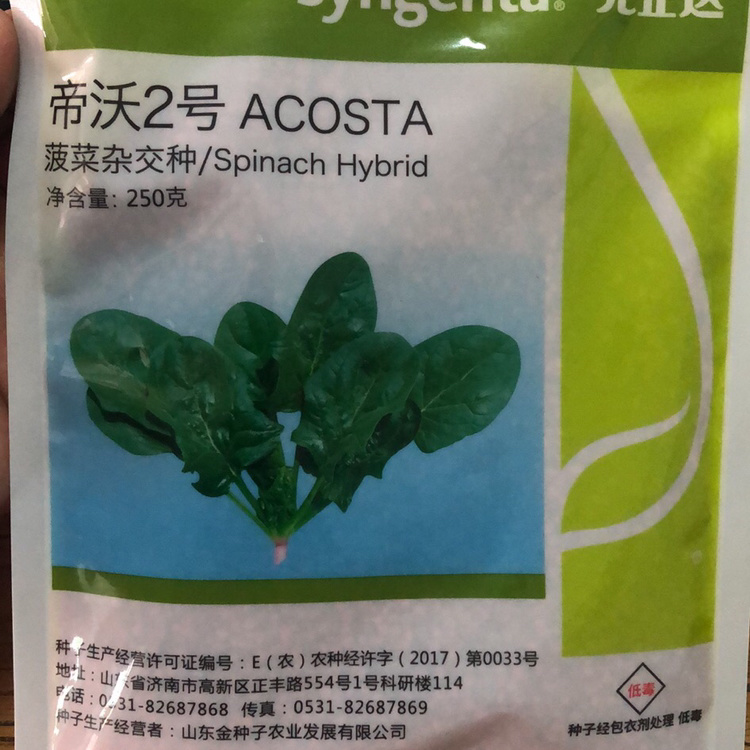 syngenta® 先正达
帝沃2号 ACOSTA
菠菜杂交种/Spinach Hybrid
净含量：250克
种子生产经营许可证编号：E（农）农种经许字（2017）第0033号
地址：山东省济南市高新区正丰路554号1号科研楼114
电话：0531-82687868 传真：0531-82687869
种子生产经营者：山东金种子农业发展有限公司
低毒
种子经包衣剂处理 低毒